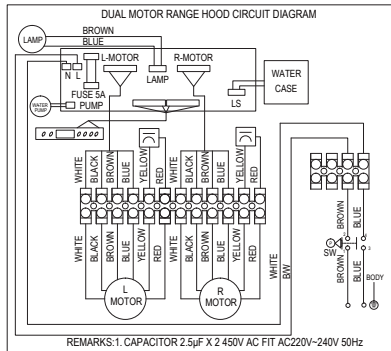 DUAL MOTOR RANGE HOOD CIRCUIT DIAGRAM
LAMP
BROWN
BLUE
L-MOTOR
R-MOTOR
N L
LAMP
FUSE 5A
WATER PUMP
PUMP
LS
WATER CASE
WHITE
BLACK
BROWN
BLUE
YELLOW
RED
WHITE
BLACK
BROWN
BLUE
YELLOW
RED
WHITE
BLACK
BROWN
BLUE
YELLOW
RED
WHITE
BLACK
BROWN
BLUE
YELLOW
RED
L MOTOR
R MOTOR
WHITE
B/W
BROWN
BLUE
SW
BROWN
BLUE
BODY
REMARKS:1. CAPACITOR 2.5μF X 2 450V AC FIT AC220V~240V 50Hz